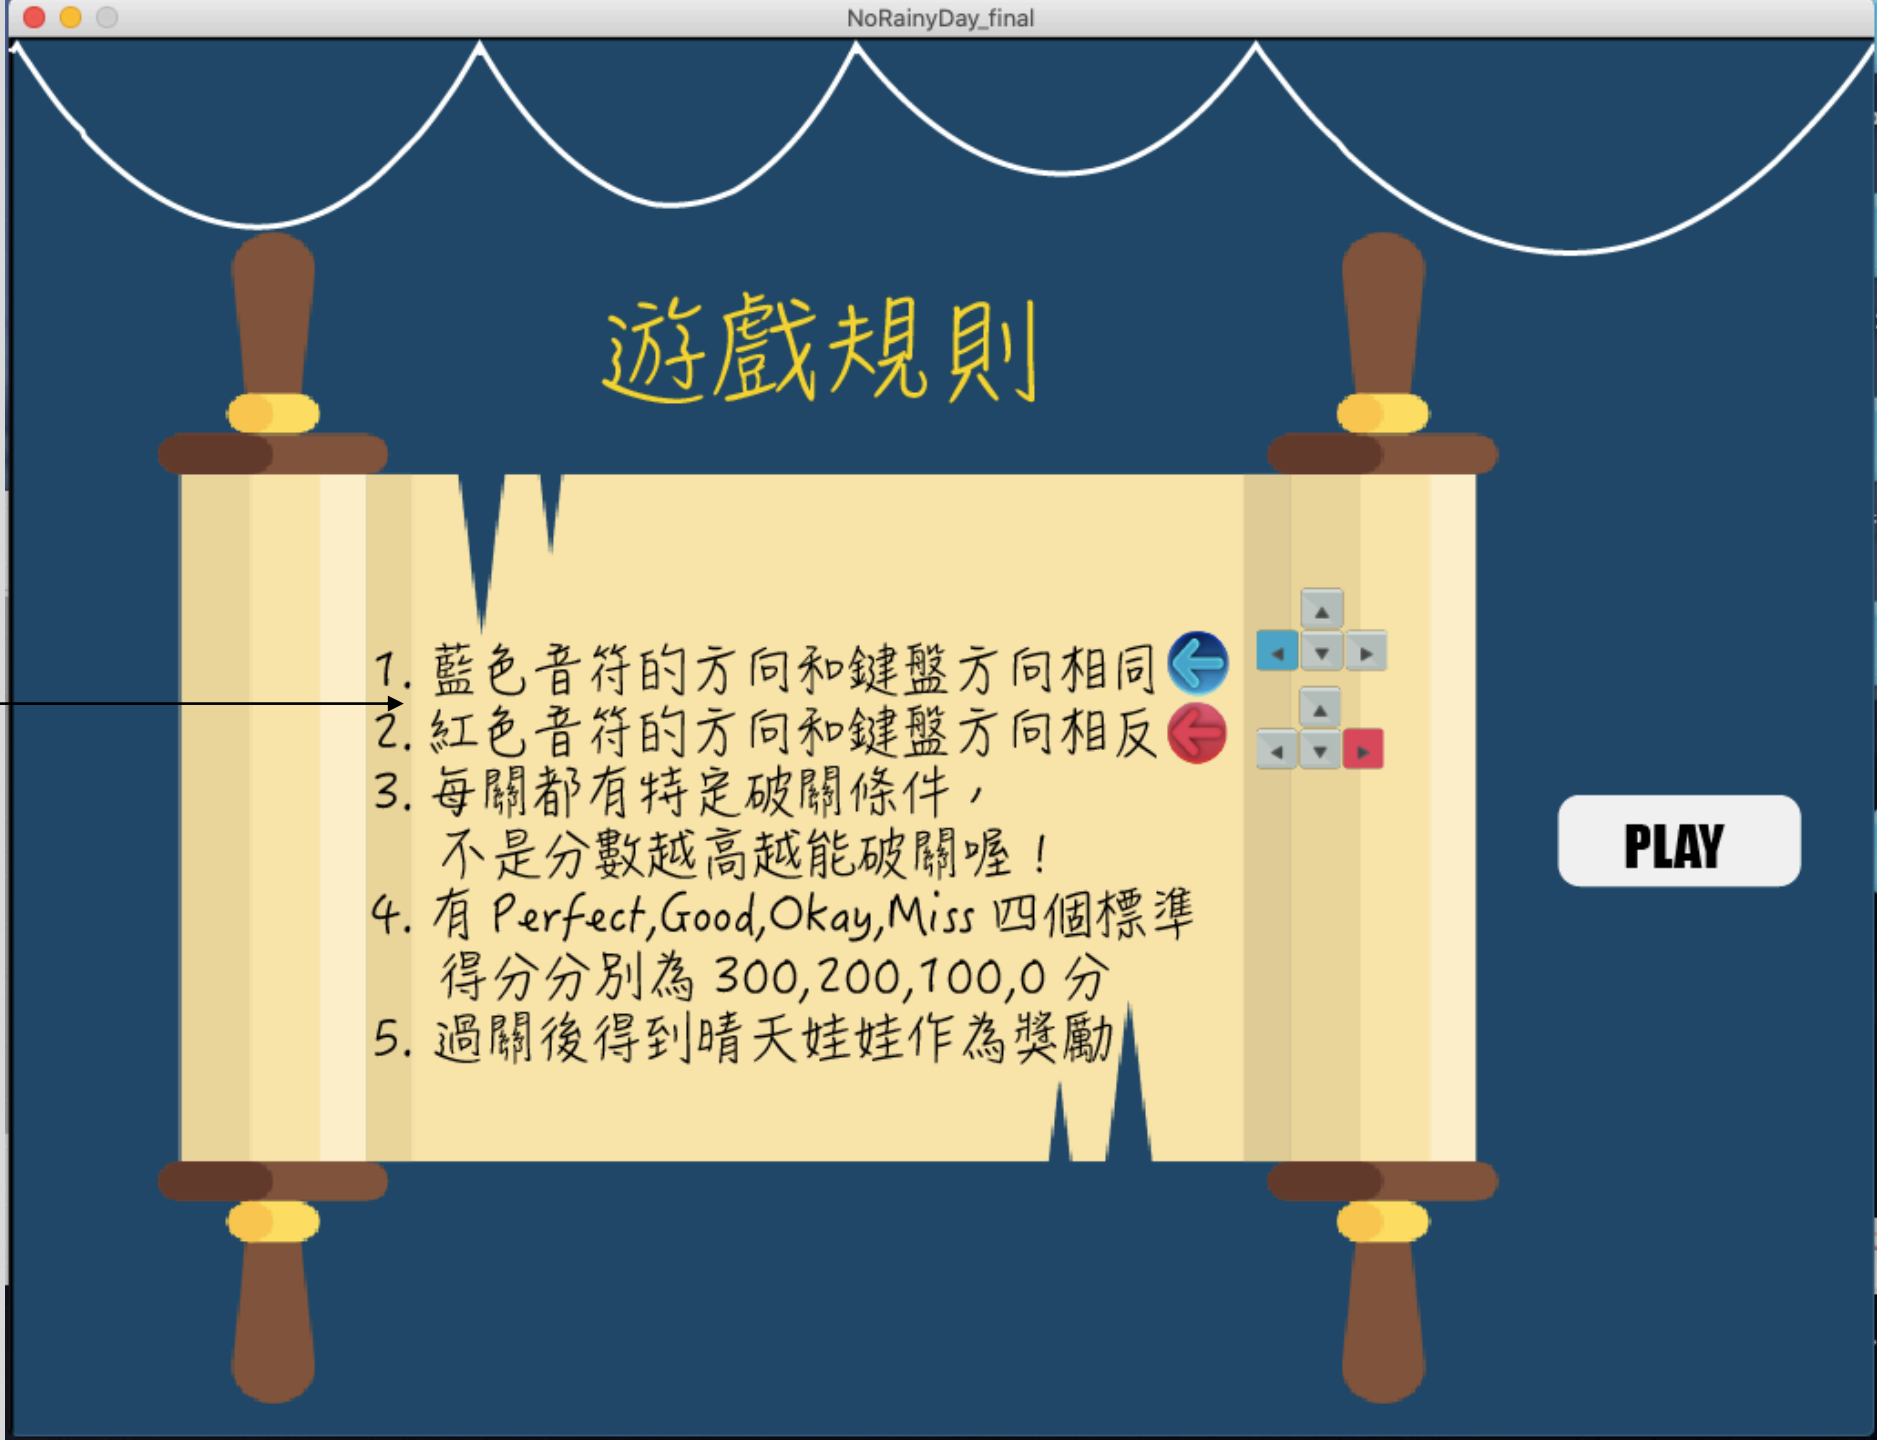 NoRainyDay_final
遊戲規則
1. 藍色音符的方向和鍵盤方向相同
2. 紅色音符的方向和鍵盤方向相反
3. 每關都有特定破關條件，
不是分數越高越能破關喔！
4. 有 Perfect,Good,Okay,Miss 四個標準
得分分別為 300,200,100,0 分
5. 過關後得到晴天娃娃作為獎勵
PLAY